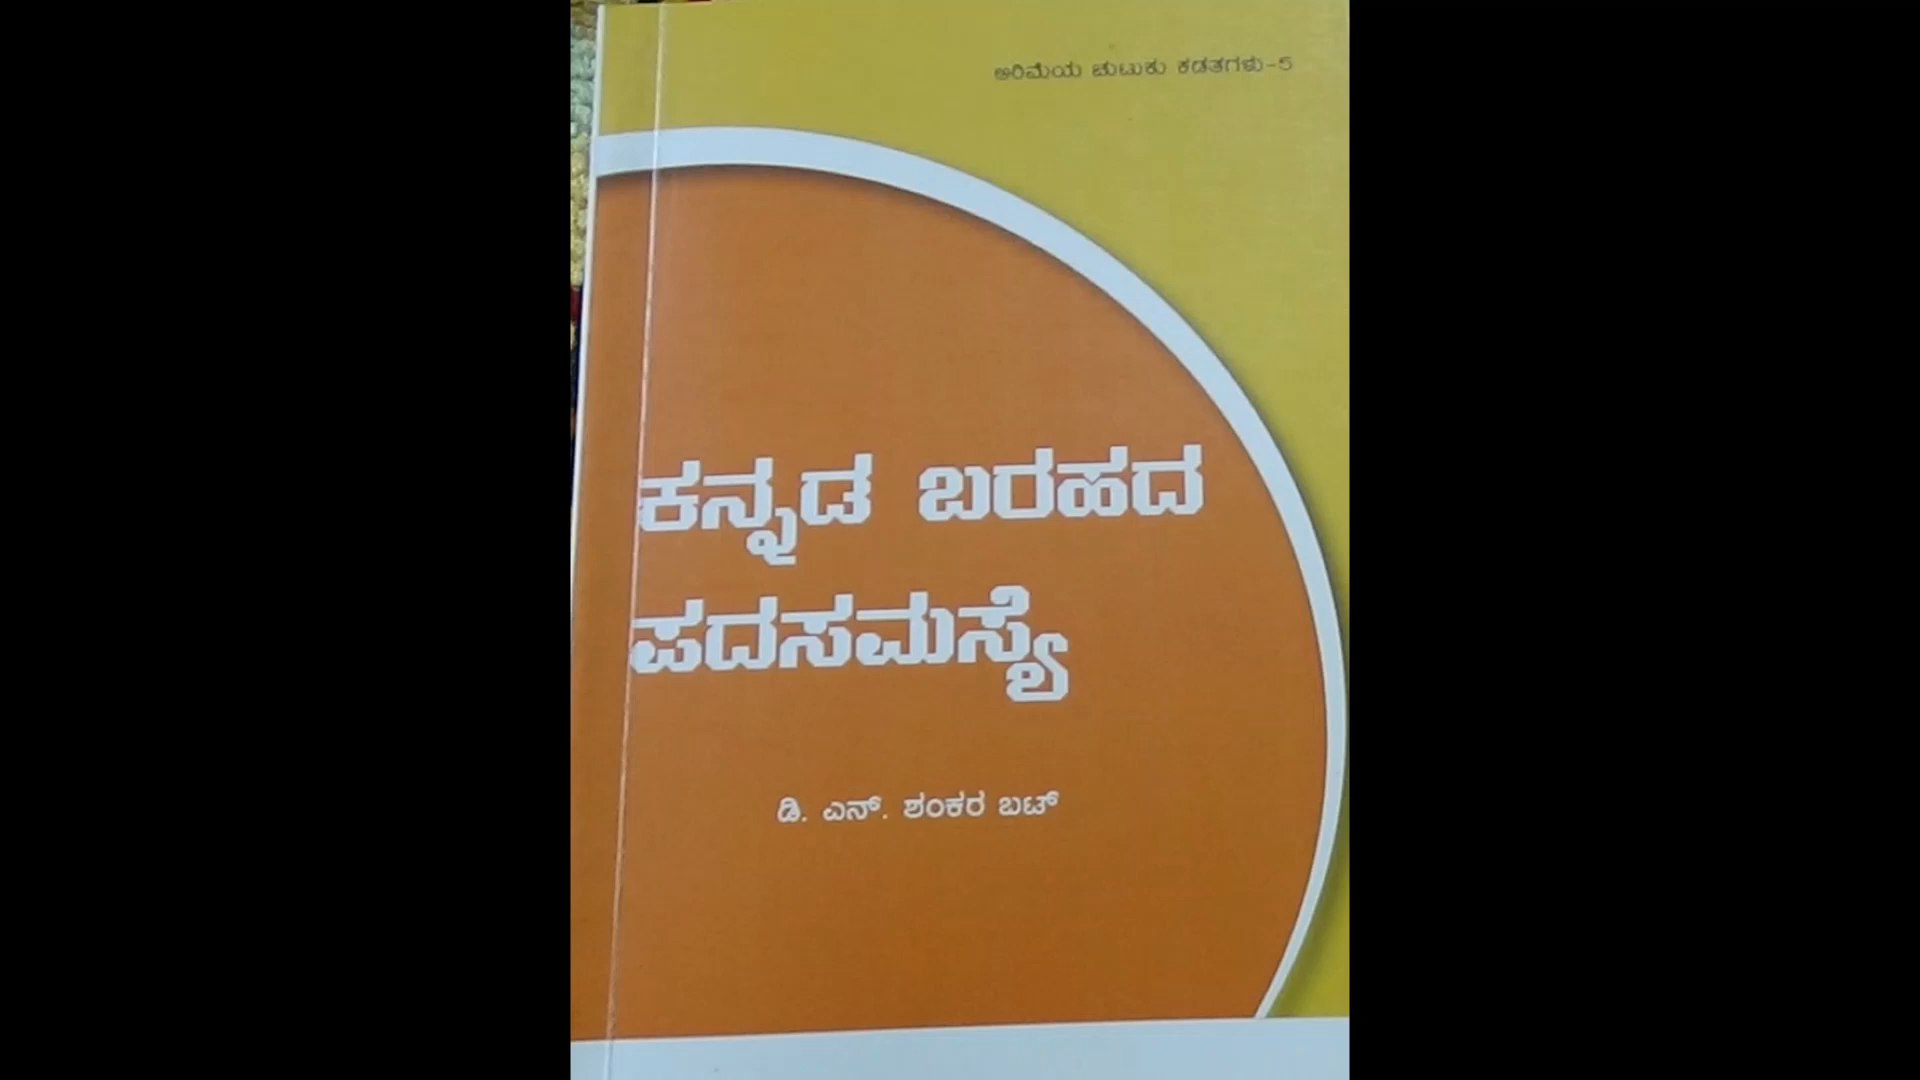 ಅರಿಮೆಯ ಚುಟುಕು ಕಡತಗಳು-5
ಕನ್ನಡ ಬರಹದ
ಪದಸಮಸ್ಯೆ
ಡಿ. ಎನ್. ಶಂಕರ ಬಟ್